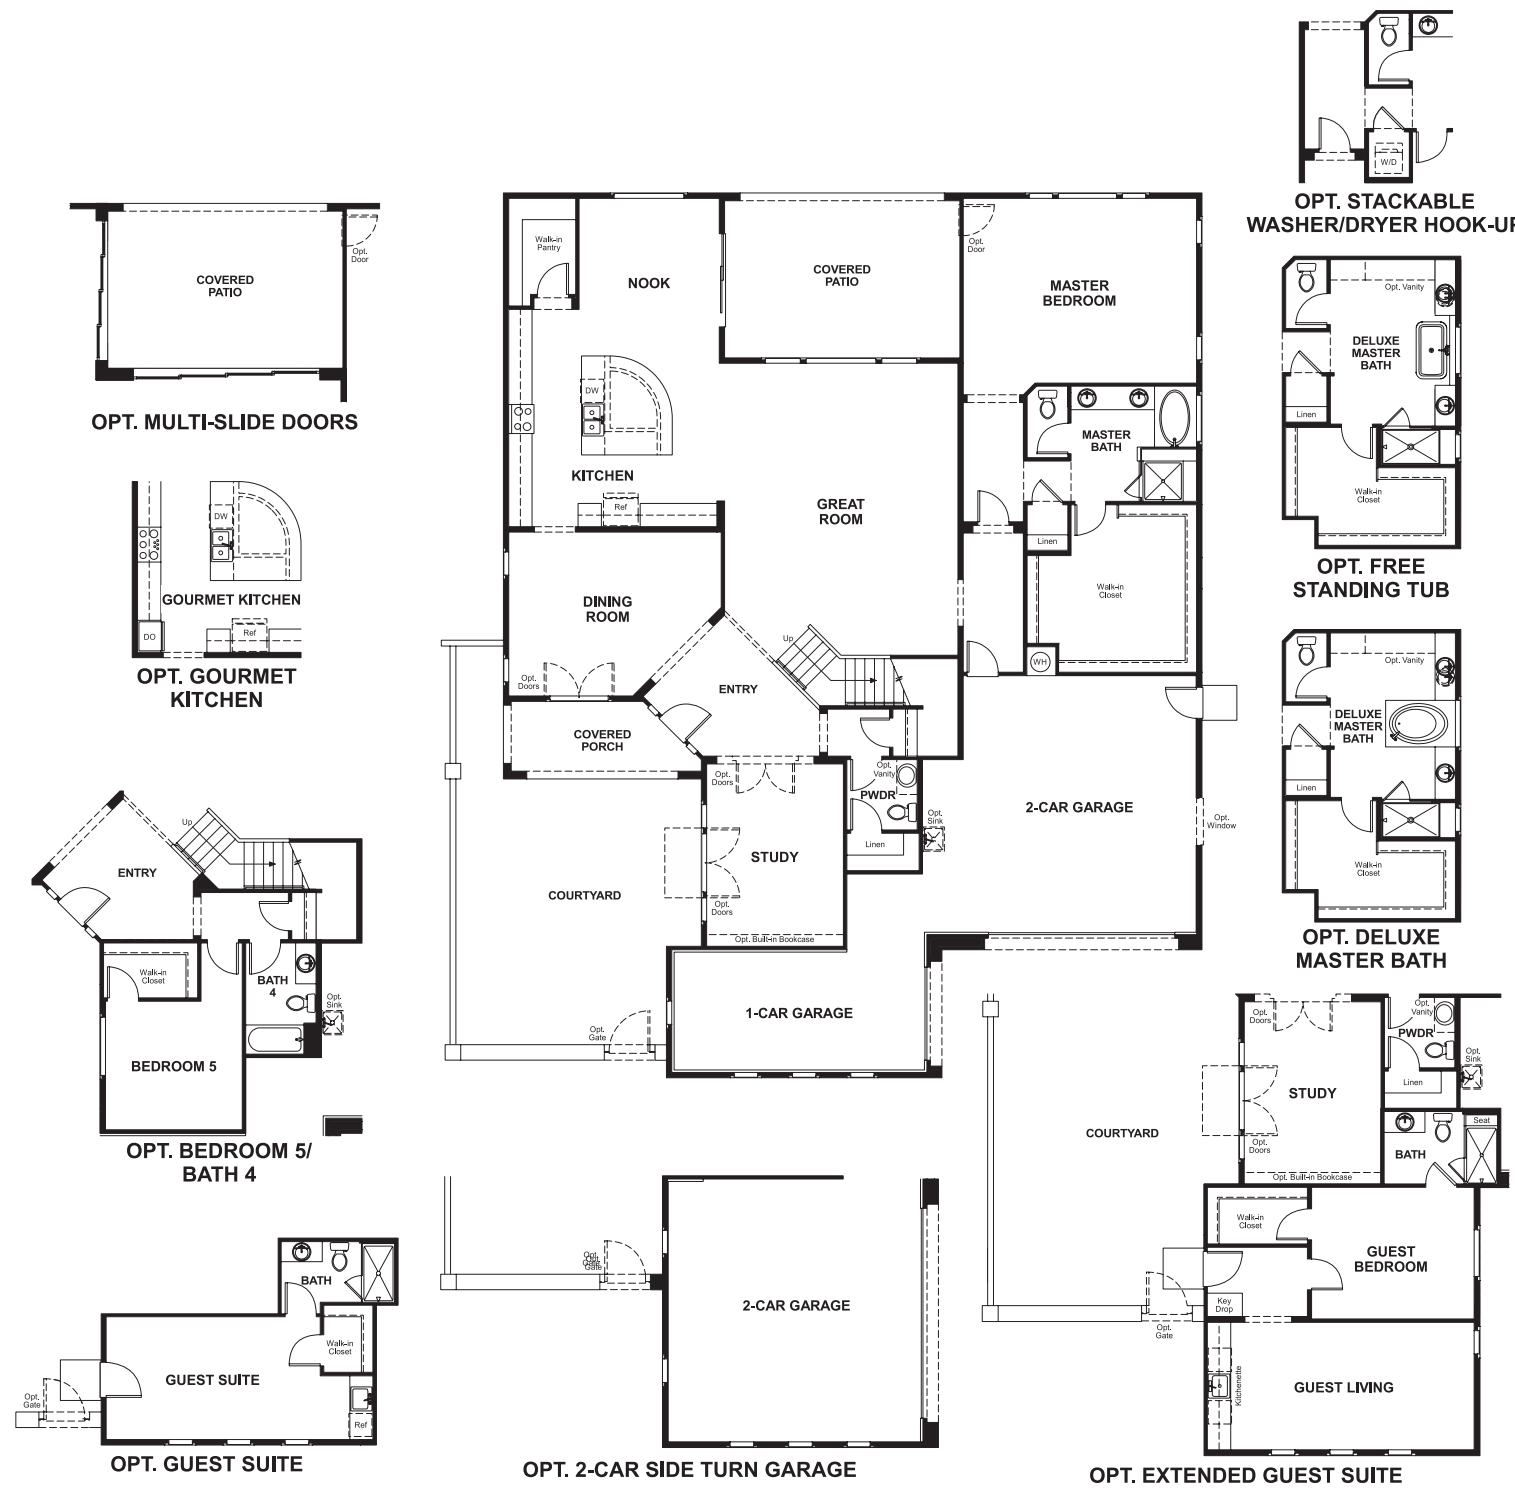 W/D
OPT. STACKABLE
WASHER/DRYER HOOK-UP
Opt.
Door
COVERED
PATIO
OPT. MULTI-SLIDE DOORS
DW
GOURMET KITCHEN
DO
Ref
OPT. GOURMET
KITCHEN
Walk-in
Pantry
NOOK
COVERED
PATIO
Opt.
Door
MASTER
BEDROOM
DW
KITCHEN
Ref
GREAT
ROOM
MASTER
BATH
Linen
Walk-in
Closet
WH
DINING
ROOM
Opt.
Doors
Up
ENTRY
COVERED
PORCH
Opt.
Doors
Opt.
Vanity
PWDR
Opt.
Sink
Linen
STUDY
Opt.
Doors
Opt. Built-in Bookcase
2-CAR GARAGE
Opt.
Window
COURTYARD
Opt.
Gate
1-CAR GARAGE
Opt. Vanity
DELUXE
MASTER
BATH
Linen
Walk-in
Closet
OPT. FREE
STANDING TUB
Opt. Vanity
DELUXE
MASTER
BATH
Linen
Walk-in
Closet
OPT. DELUXE
MASTER BATH
Up
ENTRY
Walk-in
Closet
BATH
4
Opt.
Sink
BEDROOM 5
OPT. BEDROOM 5/
BATH 4
BATH
Walk-in
Closet
GUEST SUITE
Opt.
Gate
Ref
OPT. GUEST SUITE
Opt.
Gate
Opt.
Gate
2-CAR GARAGE
OPT. 2-CAR SIDE TURN GARAGE
Opt.
Doors
Opt.
Vanity
PWDR
Opt.
Sink
Linen
STUDY
COURTYARD
Opt.
Doors
Seat
BATH
Opt. Built-in Bookcase
Walk-in
Closet
GUEST
BEDROOM
Key
Drop
Opt.
Gate
Kitchenette
GUEST LIVING
OPT. EXTENDED GUEST SUITE